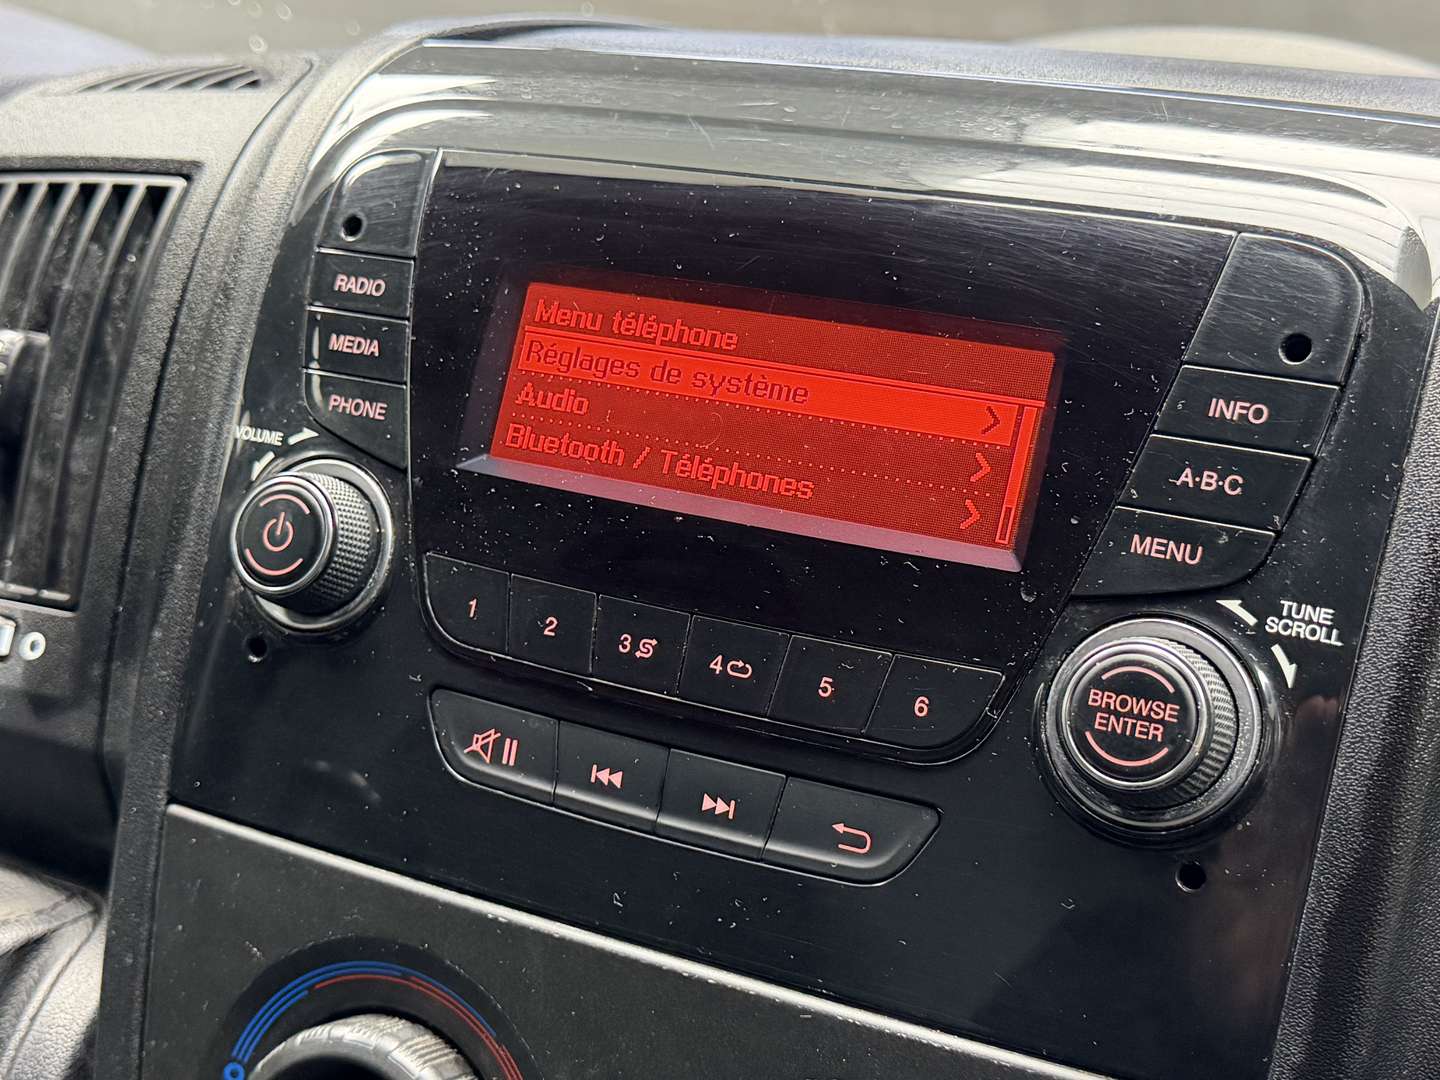 Menu téléphone
Réglages de système
Audio
Bluetooth / Téléphones
RADIO
MEDIA
PHONE
VOLUME
INFO
A·B·C
MENU
TUNE
SCROLL
BROWSE
ENTER
1
2
3
4
5
6